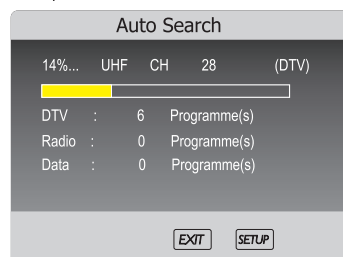 Auto Search
14%... UHF CH 28 (DTV)
DTV : 6 Programme(s)
Radio : 0 Programme(s)
Data : 0 Programme(s)
EXIT SETUP